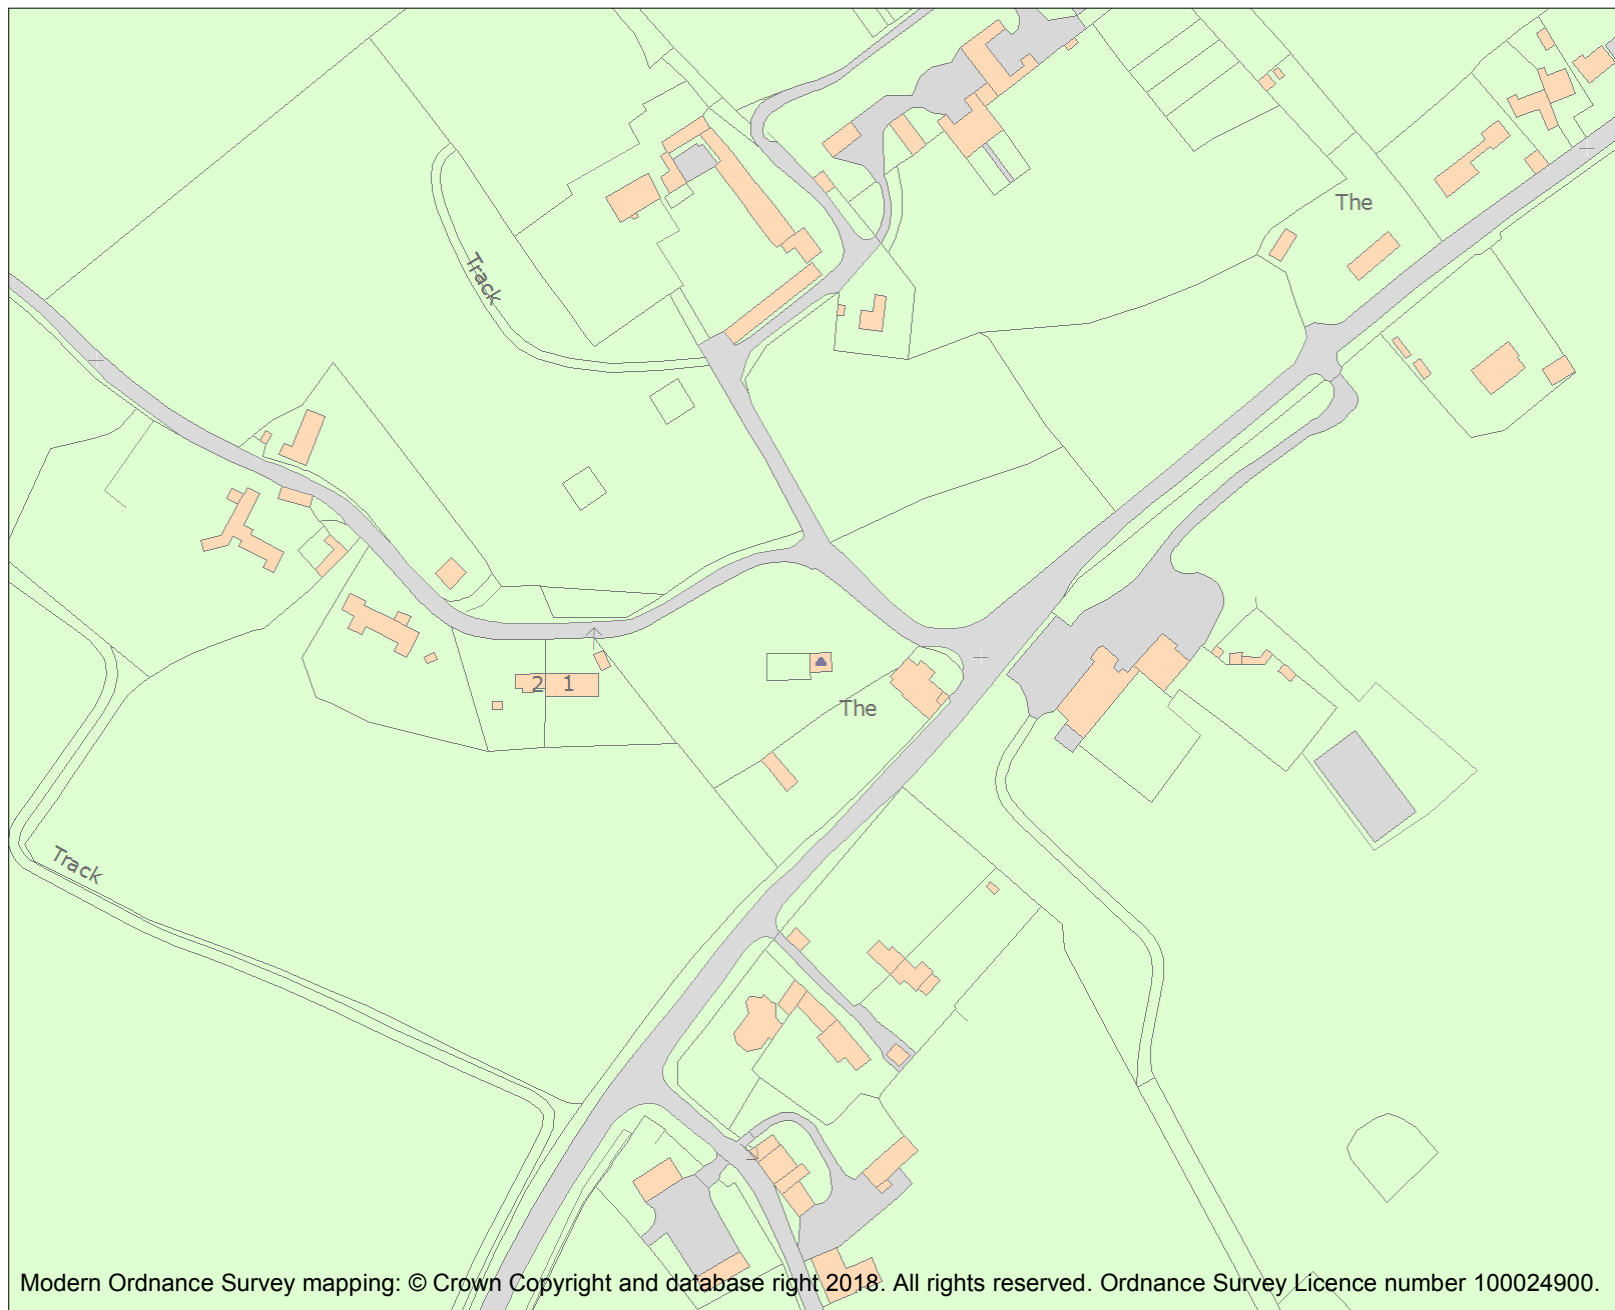 The
Track
2 1
The
Track
Modern Ordnance Survey mapping: © Crown Copyright and database right 2018. All rights reserved. Ordnance Survey Licence number 100024900.